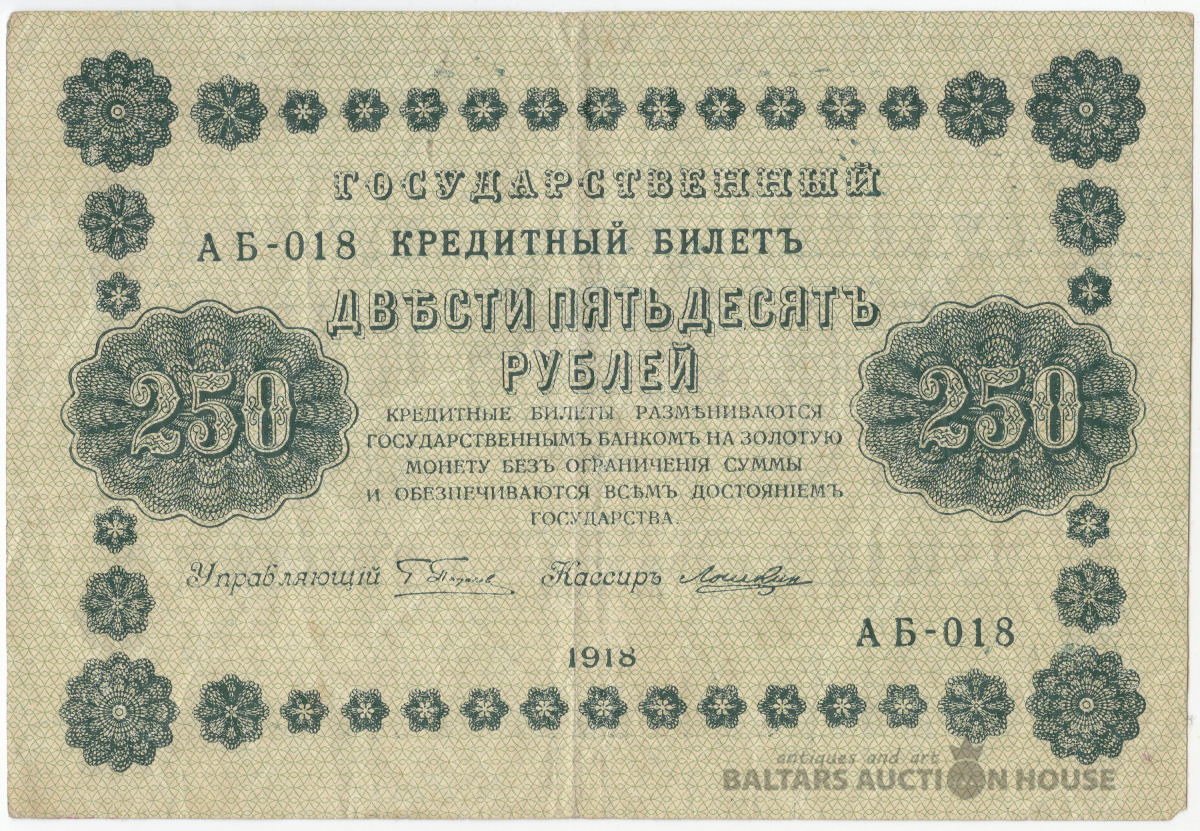 ГОСУДАРСТВЕННЫЙ
АБ-018 КРЕДИТНЫЙ БИЛЕТЪ
ДВѢСТИ ПЯТЬДЕСЯТЪ
РУБЛЕЙ
250
250
КРЕДИТНЫЕ БИЛЕТЫ РАЗМѢНИВАЮТСЯ
ГОСУДАРСТВЕННЫМЪ БАНКОМЪ НА ЗОЛОТУЮ
МОНЕТУ БЕЗЪ ОГРАНИЧЕНІЯ СУММЫ
И ОБЕЗПЕЧИВАЮТСЯ ВСѢМЪ ДОСТОЯНІЕМЪ
ГОСУДАРСТВА.
Управляющій Кассиръ
АБ-018
1918
antiques and art
BALTARS AUCTION HOUSE